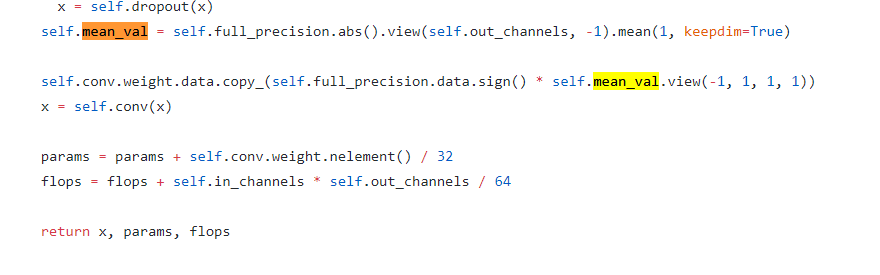 x = self.dropout(x)
self.mean_val = self.full_precision.abs().view(self.out_channels, -1).mean(1, keepdim=True)
self.conv.weight.data.copy_(self.full_precision.data.sign() * self.mean_val.view(-1, 1, 1, 1))
x = self.conv(x)
params = params + self.conv.weight.nelement() / 32
flops = flops + self.in_channels * self.out_channels / 64
return x, params, flops